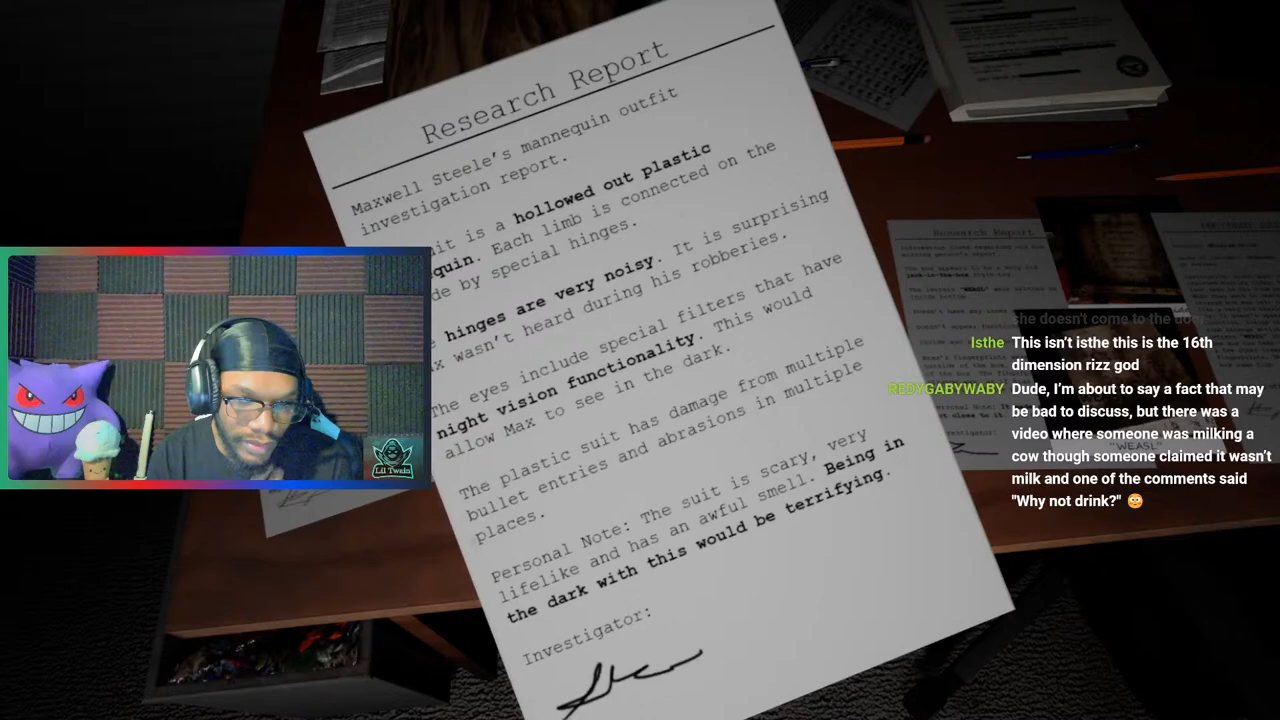 Research Report
Maxwell Steele's mannequin outfit
investigation report.
it is a hollowed out plastic
quin. Each limb is connected on the
de by special hinges.
hinges are very noisy. It is surprising
x wasn't heard during his robberies.
The eyes include special filters that have
night vision functionality. This would
allow Max to see in the dark.
The plastic suit has damage from multiple
bullet entries and abrasions in multiple
places.
Personal Note: The suit is scary, very
lifelike and has an awful smell. Being in
the dark with this would be terrifying.
Investigator:
Lil Twain
Research Report
"WEASL"
she doesn't come to the door
Isthe This isn't isthe this is the 16th
dimension rizz god
REDYGABYWABY Dude, I'm about to say a fact that may
be bad to discuss, but there was a
video where someone was milking a
cow though someone claimed it wasn't
milk and one of the comments said
"Why not drink?" 😳